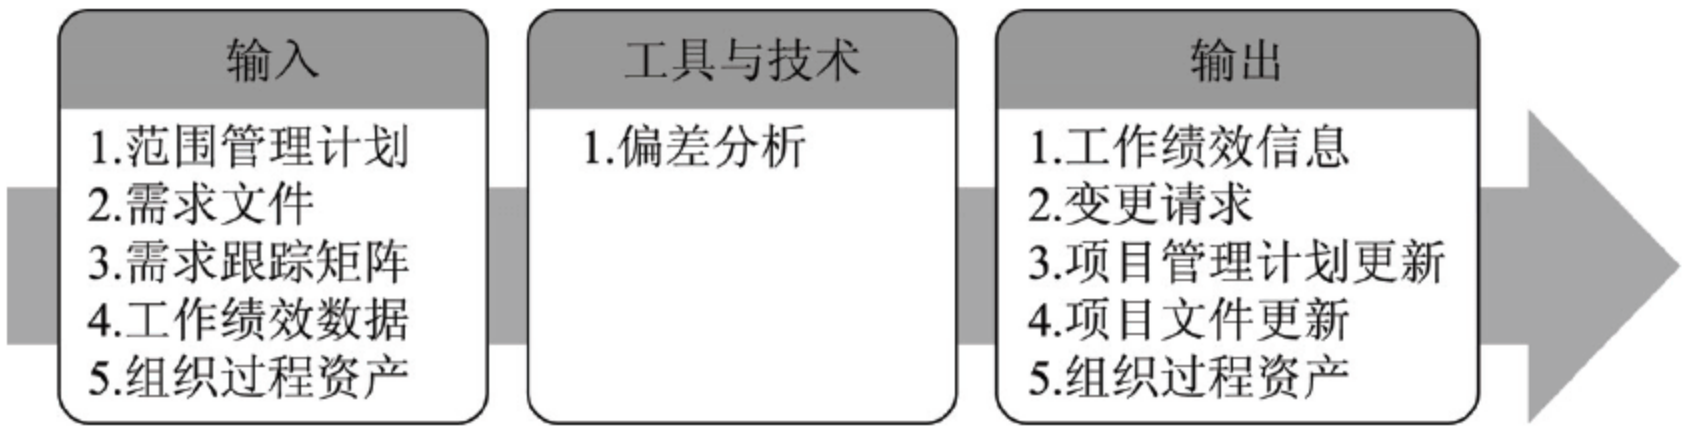 输入
1.范围管理计划
2.需求文件
3.需求跟踪矩阵
4.工作绩效数据
5.组织过程资产
工具与技术
1.偏差分析
输出
1.工作绩效信息
2.变更请求
3.项目管理计划更新
4.项目文件更新
5.组织过程资产